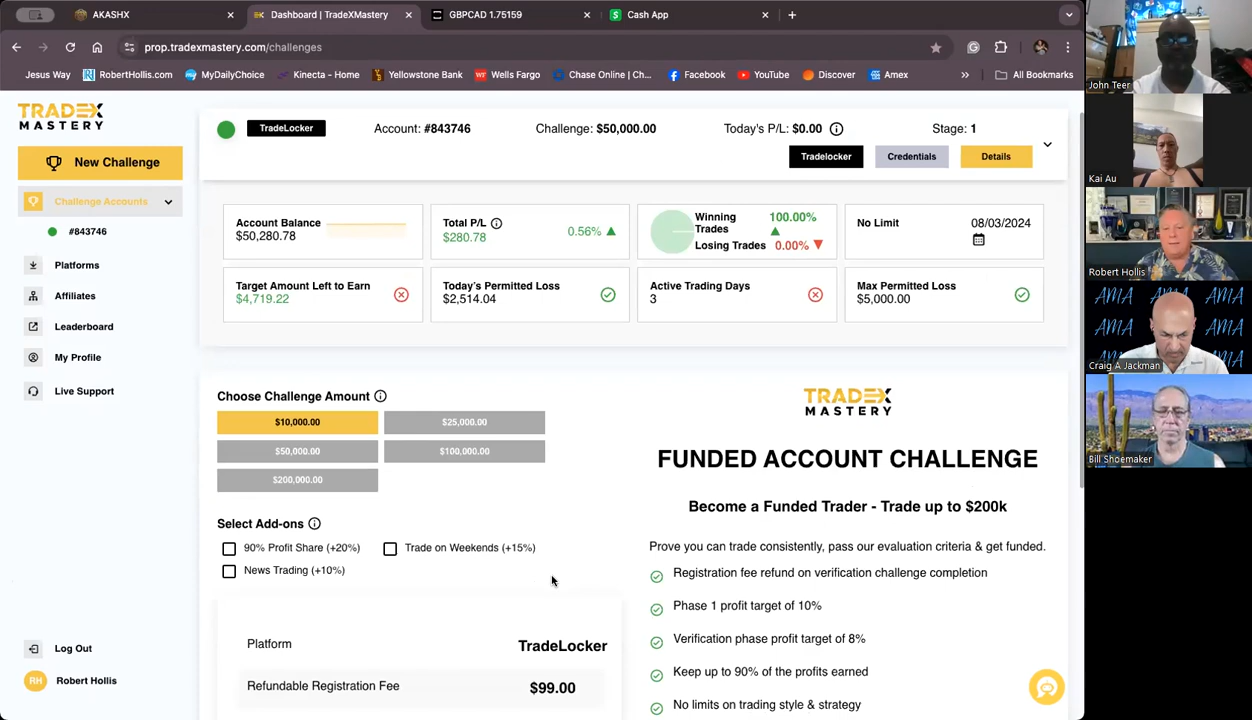 AKASHX
Dashboard | TradeXMastery
GBPCAD 1.75159
Cash App
prop.tradexmastery.com/challenges
Jesus Way
RobertHollis.com
MyDailyChoice
Kinecta - Home
Yellowstone Bank
Wells Fargo
Chase Online | Ch...
Facebook
YouTube
Discover
Amex
All Bookmarks
TRADEX
MASTERY
New Challenge
Challenge Accounts
#843746
Platforms
Affiliates
Leaderboard
My Profile
Live Support
Log Out
RH Robert Hollis
TradeLocker
Account: #843746
Challenge: $50,000.00
Today's P/L: $0.00
Stage: 1
Tradelocker
Credentials
Details
Account Balance
$50,280.78
Total P/L
$280.78
0.56%
Winning Trades 100.00%
Losing Trades 0.00%
No Limit
08/03/2024
Target Amount Left to Earn
$4,719.22
Today's Permitted Loss
$2,514.04
Active Trading Days
3
Max Permitted Loss
$5,000.00
Choose Challenge Amount
$10,000.00
$25,000.00
$50,000.00
$100,000.00
$200,000.00
Select Add-ons
90% Profit Share (+20%)
Trade on Weekends (+15%)
News Trading (+10%)
Platform
TradeLocker
Refundable Registration Fee
$99.00
TRADEX
MASTERY
FUNDED ACCOUNT CHALLENGE
Become a Funded Trader - Trade up to $200k
Prove you can trade consistently, pass our evaluation criteria & get funded.
Registration fee refund on verification challenge completion
Phase 1 profit target of 10%
Verification phase profit target of 8%
Keep up to 90% of the profits earned
No limits on trading style & strategy
John Teer
Kai Au
Robert Hollis
AMA AMA
AMA AMA
AMA AMA
Craig A Jackman
Bill Shoemaker